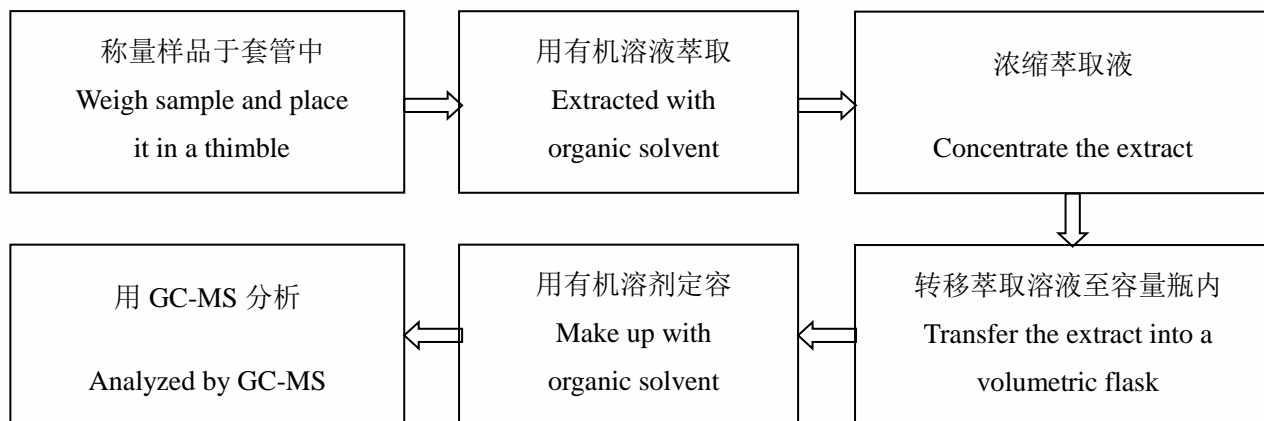 称量样品于套管中
Weigh sample and place
it in a thimble
用有机溶液萃取
Extracted with
organic solvent
浓缩萃取液
Concentrate the extract
转移萃取溶液至容量瓶内
Transfer the extract into a
volumetric flask
用有机溶剂定容
Make up with
organic solvent
用 GC-MS 分析
Analyzed by GC-MS